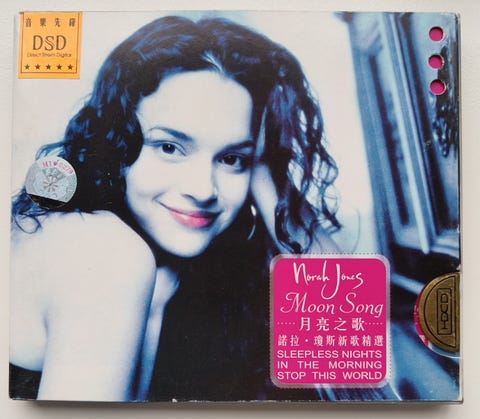 音樂先鋒
DSD
Direct Stream Digital
Norah Jones
Moon Song
月亮之歌
諾拉·瓊斯新歌精選
SLEEPLESS NIGHTS
IN THE MORNING
STOP THIS WORLD
HDCD